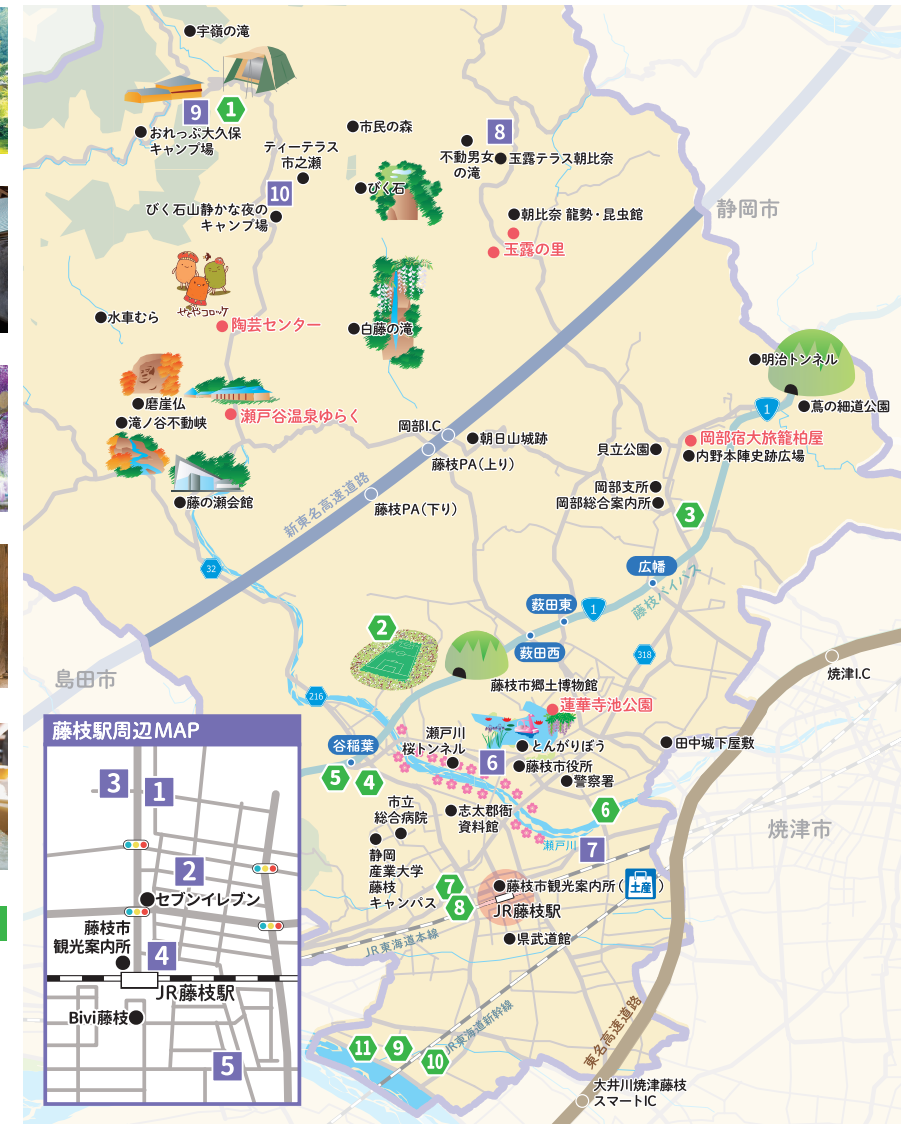 宇嶺の滝
9
1
おれっぷ大久保
キャンプ場
市民の森
8
ティーテラス
市之瀬
不動男女
の滝
玉露テラス朝比奈
10
びく石
びく石山静かな夜の
キャンプ場
朝比奈 龍勢・昆虫館
静岡市
玉露の里
せとやコロッケ
水車むら
陶芸センター
白藤の滝
明治トンネル
磨崖仏
瀬戸谷温泉ゆらく
1
蔦の細道公園
滝ノ谷不動峡
岡部I.C
朝日山城跡
岡部宿大旅籠柏屋
貝立公園
内野本陣史跡広場
藤枝PA(上り)
藤の瀬会館
新東名高速道路
藤枝PA(下り)
岡部支所
岡部総合案内所
3
32
広幡
藤枝バイパス
薮田東
1
2
薮田西
318
島田市
焼津I.C
藤枝市郷土博物館
216
蓮華寺池公園
瀬戸川
桜トンネル
谷稲葉
とんがりぼう
田中城下屋敷
6
藤枝市役所
5
4
警察署
市立
総合病院
志太郡衙
資料館
6
焼津市
静岡
産業大学
藤枝
キャンパス
瀬戸川
7
7
8
藤枝市観光案内所(土産)
JR藤枝駅
JR東海道本線
県武道館
JR東海道新幹線
東名高速道路
11
9
10
大井川焼津藤枝
スマートIC
藤枝駅周辺MAP
3
1
2
セブンイレブン
藤枝市
観光案内所
4
JR藤枝駅
Bivi藤枝
5